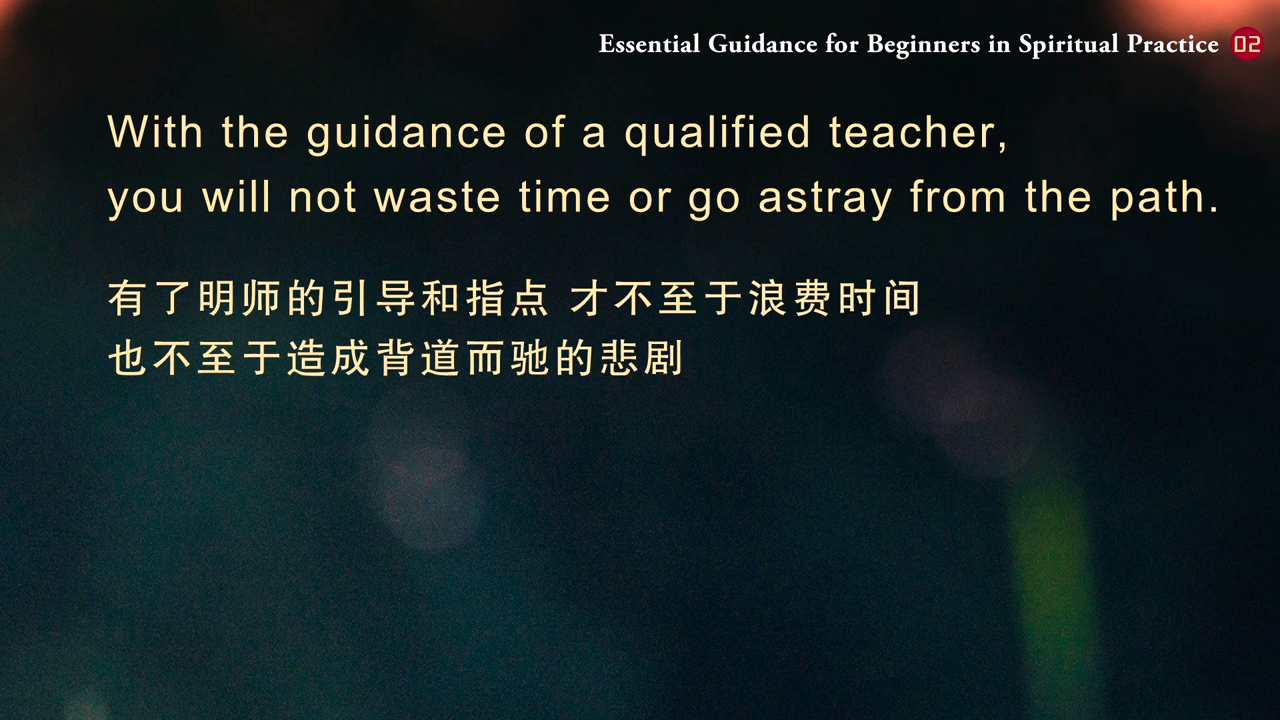 Essential Guidance for Beginners in Spiritual Practice 02
With the guidance of a qualified teacher,
you will not waste time or go astray from the path.
有了明师的引导和指点 才不至于浪费时间
也不至于造成背道而驰的悲剧